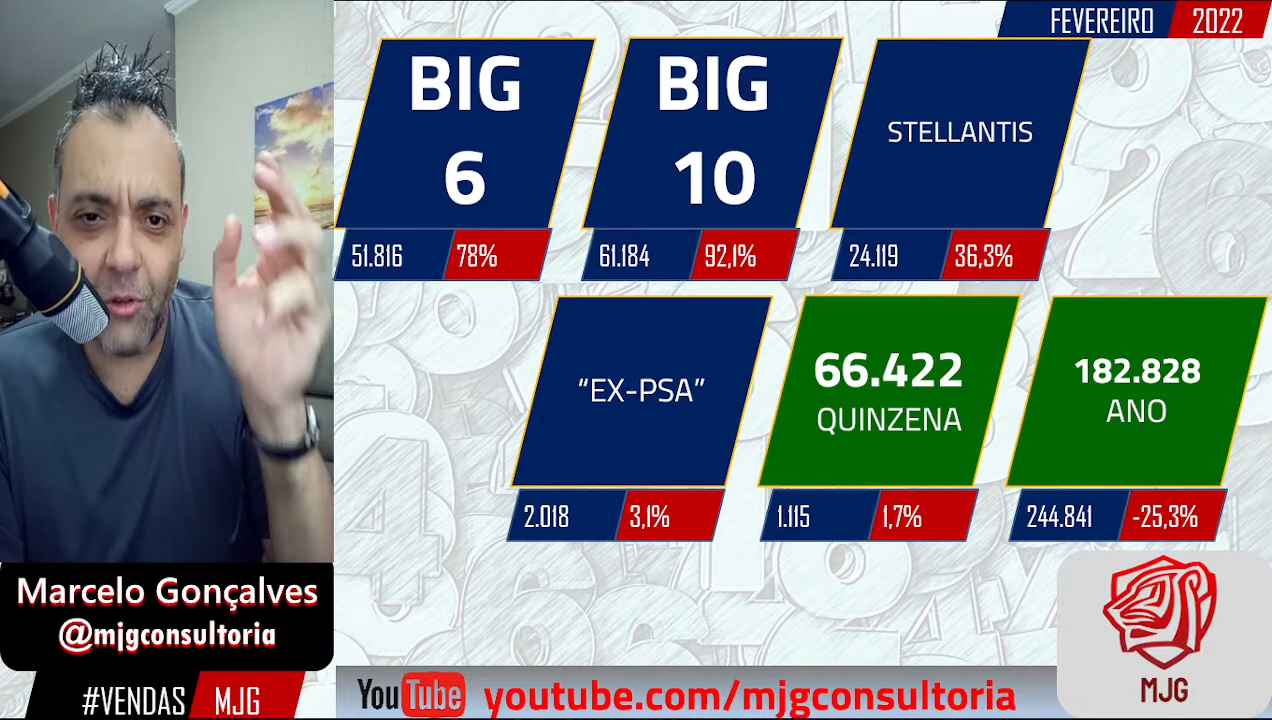 FEVEREIRO 2022
BIG
6
51.816 78%
BIG
10
61.184 92,1%
STELLANTIS
24.119 36,3%
“EX-PSA”
2.018 3,1%
66.422
QUINZENA
1.115 1,7%
182.828
ANO
244.841 -25,3%
Marcelo Gonçalves
@mjgconsultoria
#VENDAS MJG
YouTube youtube.com/mjgconsultoria
MJG